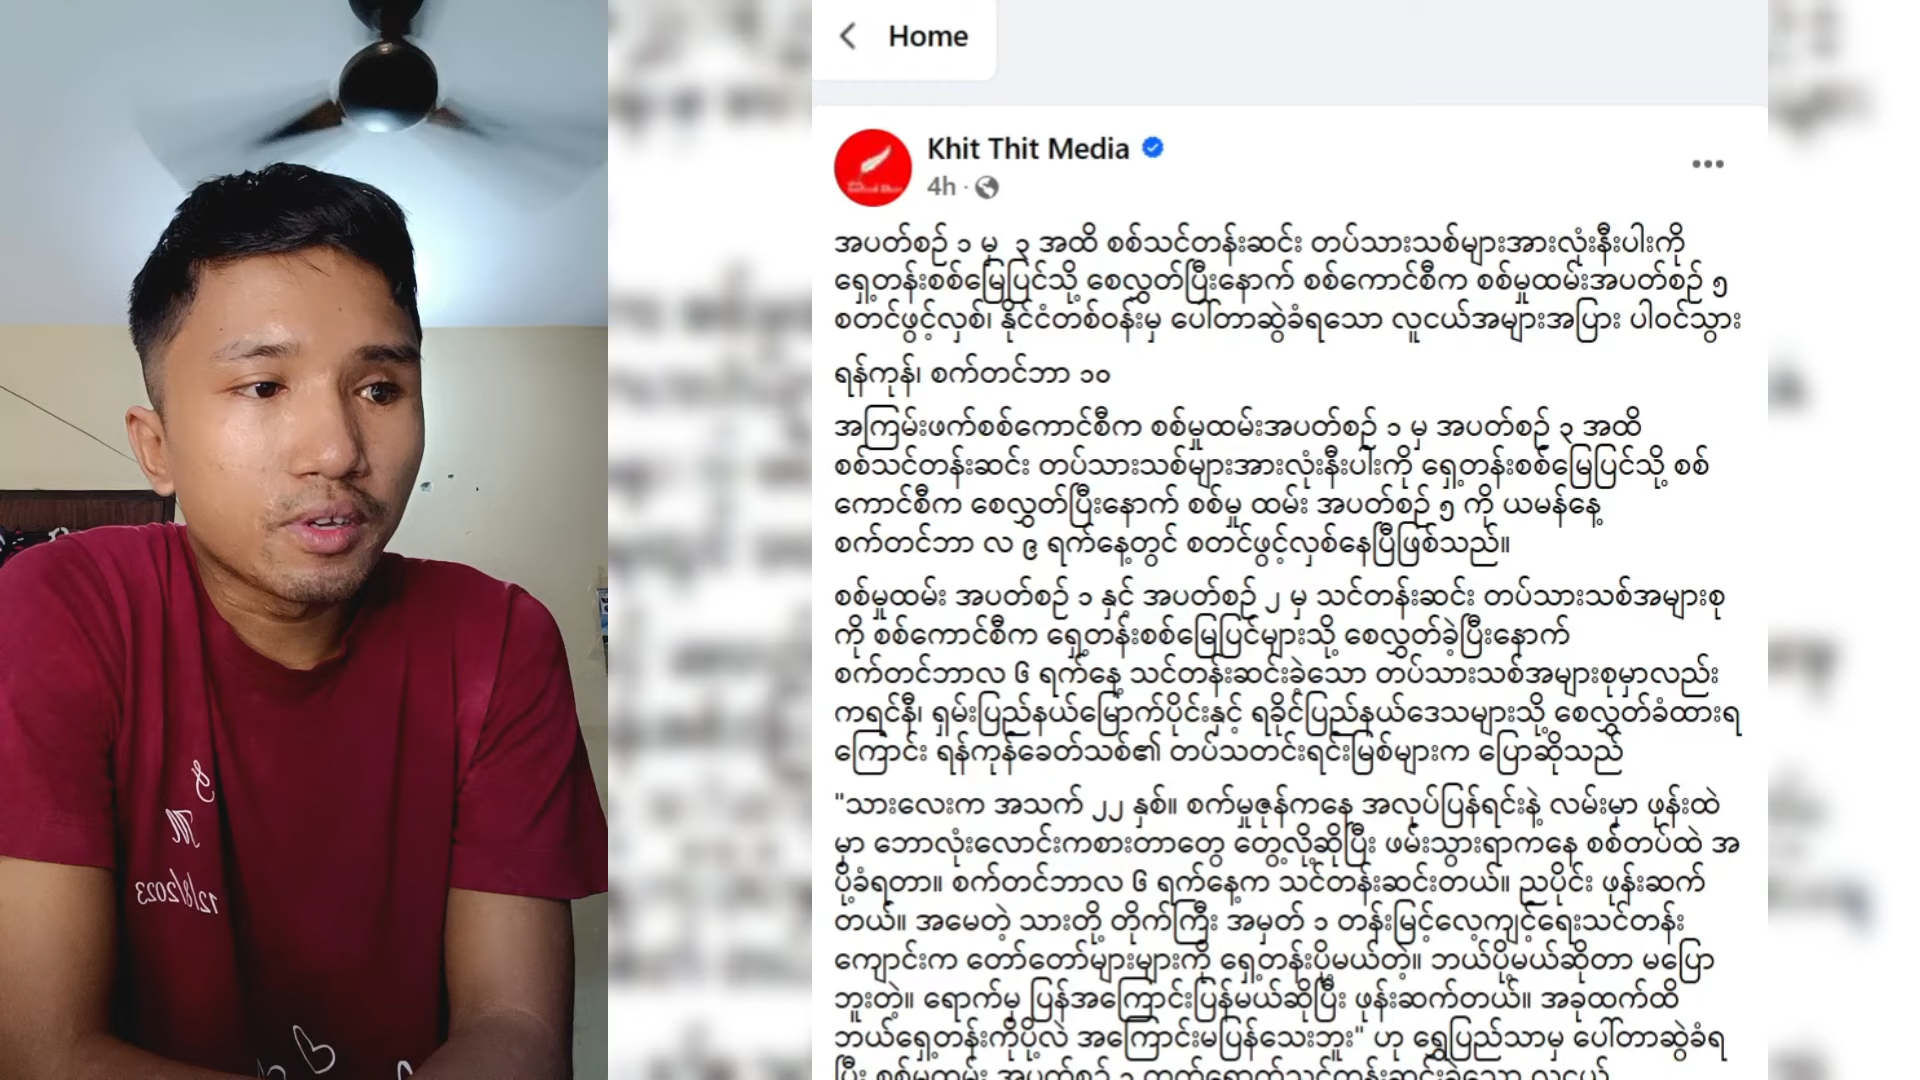 Home
Khit Thit Media
4h
အပတ်စဉ် ၁ မှ ၃ အထိ စစ်သင်တန်းဆင်း တပ်သားသစ်များအားလုံးနီးပါးကို
ရှေ့တန်းစစ်မြေပြင်သို့ စေလွှတ်ပြီးနောက် စစ်ကောင်စီက စစ်မှုထမ်းအပတ်စဉ် ၅
စတင်ဖွင့်လှစ်၊ နိုင်ငံတစ်ဝန်းမှ ပေါ်တာဆွဲခံရသော လူငယ်အများအပြား ပါဝင်သွား
ရန်ကုန်၊ စက်တင်ဘာ ၁၀
အကြမ်းဖက်စစ်ကောင်စီက စစ်မှုထမ်းအပတ်စဉ် ၁ မှ အပတ်စဉ် ၃ အထိ
စစ်သင်တန်းဆင်း တပ်သားသစ်များအားလုံးနီးပါးကို ရှေ့တန်းစစ်မြေပြင်သို့ စစ်
ကောင်စီက စေလွှတ်ပြီးနောက် စစ်မှု ထမ်း အပတ်စဉ် ၅ ကို ယမန်နေ့
စက်တင်ဘာ လ ၉ ရက်နေ့တွင် စတင်ဖွင့်လှစ်နေပြီဖြစ်သည်။
စစ်မှုထမ်း အပတ်စဉ် ၁ နှင့် အပတ်စဉ် ၂ မှ သင်တန်းဆင်း တပ်သားသစ်အများစု
ကို စစ်ကောင်စီက ရှေ့တန်းစစ်မြေပြင်များသို့ စေလွှတ်ခဲ့ပြီးနောက်
စက်တင်ဘာလ ၆ ရက်နေ့ သင်တန်းဆင်းခဲ့သော တပ်သားသစ်အများစုမှာလည်း
ကရင်နီ၊ ရှမ်းပြည်နယ်မြောက်ပိုင်းနှင့် ရခိုင်ပြည်နယ်ဒေသများသို့ စေလွှတ်ခံထားရ
ကြောင်း ရန်ကုန်ခေတ်သစ်၏ တပ်သတင်းရင်းမြစ်များက ပြောဆိုသည်
"သားလေးက အသက် ၂၂ နှစ်။ စက်မှုဇုန်ကနေ အလုပ်ပြန်ရင်းနဲ့ လမ်းမှာ ဖုန်းထဲ
မှာ ဘောလုံးလောင်းကစားတာတွေ တွေ့လို့ဆိုပြီး ဖမ်းသွားရာကနေ စစ်တပ်ထဲ အ
ပို့ခံရတာ။ စက်တင်ဘာလ ၆ ရက်နေ့က သင်တန်းဆင်းတယ်။ ညပိုင်း ဖုန်းဆက်
တယ်။ အမေတဲ့ သားတို့ တိုက်ကြီး အမှတ် ၁ တန်းမြင့်လေ့ကျင့်ရေးသင်တန်း
ကျောင်းက တော်တော်များများကို ရှေ့တန်းပို့မယ်တဲ့။ ဘယ်ပို့မယ်ဆိုတာ မပြော
ဘူးတဲ့။ ရောက်မှ ပြန်အကြောင်းပြန်မယ်ဆိုပြီး ဖုန်းဆက်တယ်။ အခုထက်ထိ
ဘယ်ရှေ့တန်းကိုပို့လဲ အကြောင်းမပြန်သေးဘူး" ဟု ရွှေပြည်သာမှ ပေါ်တာဆွဲခံရ
12/8/2023